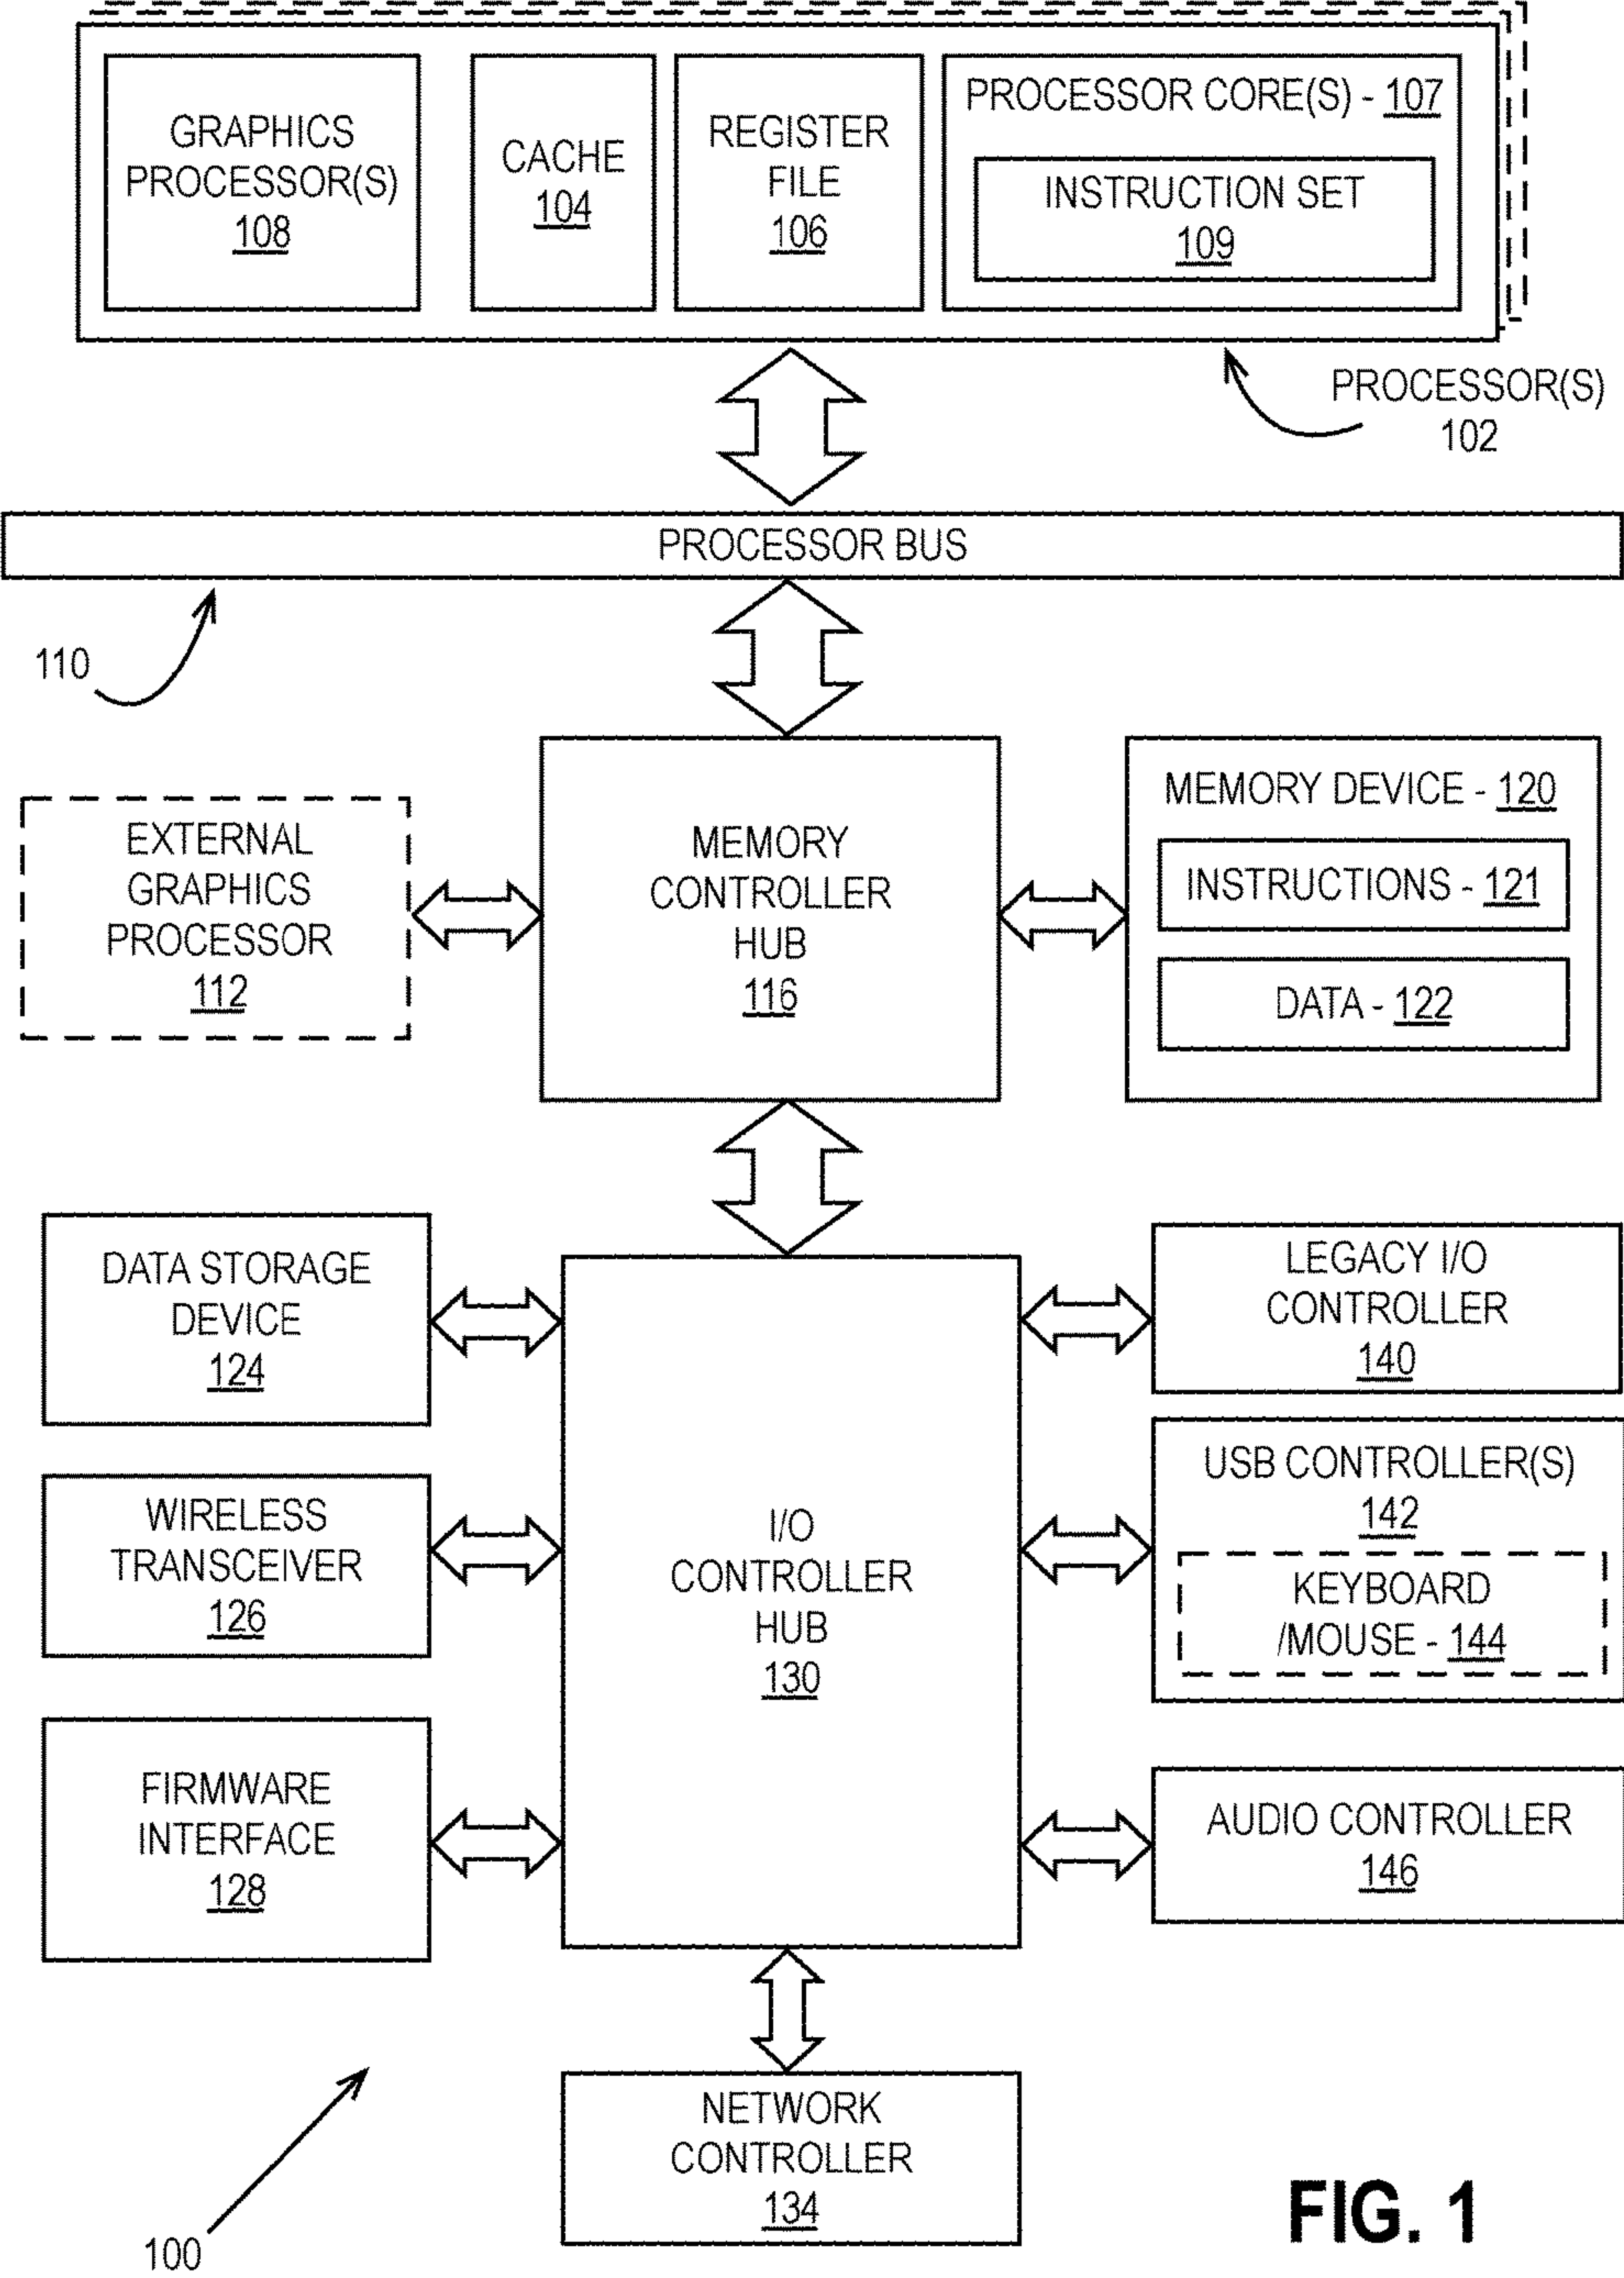 GRAPHICS
PROCESSOR(S)
108
CACHE
104
REGISTER
FILE
106
PROCESSOR CORE(S) - 107
INSTRUCTION SET
109
PROCESSOR(S)
102
PROCESSOR BUS
110
EXTERNAL
GRAPHICS
PROCESSOR
112
MEMORY
CONTROLLER
HUB
116
MEMORY DEVICE - 120
INSTRUCTIONS - 121
DATA - 122
DATA STORAGE
DEVICE
124
WIRELESS
TRANSCEIVER
126
FIRMWARE
INTERFACE
128
I/O
CONTROLLER
HUB
130
LEGACY I/O
CONTROLLER
140
USB CONTROLLER(S)
142
KEYBOARD
/MOUSE - 144
AUDIO CONTROLLER
146
NETWORK
CONTROLLER
134
100
FIG. 1